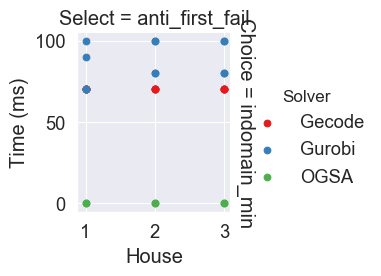 Select = anti_first_fail
Choice = indomain_min
Time (ms)
100
50
0
1 2 3
House
Solver
Gecode
Gurobi
OGSA